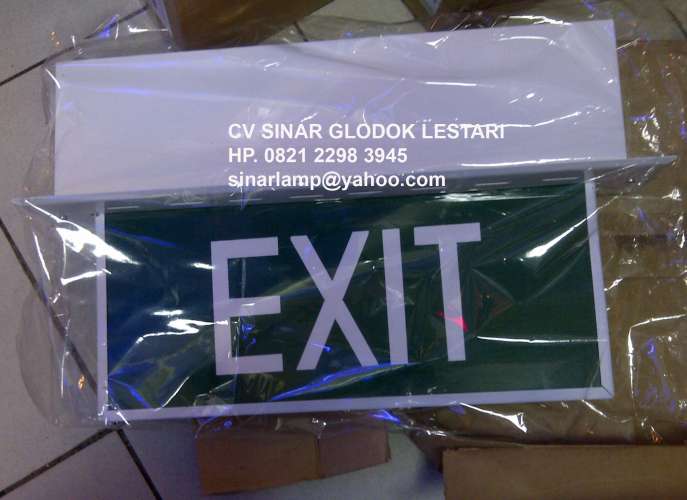 CV SINAR GLODOK LESTARI
HP. 0821 2298 3945
sinarlamp@yahoo.com
EXIT